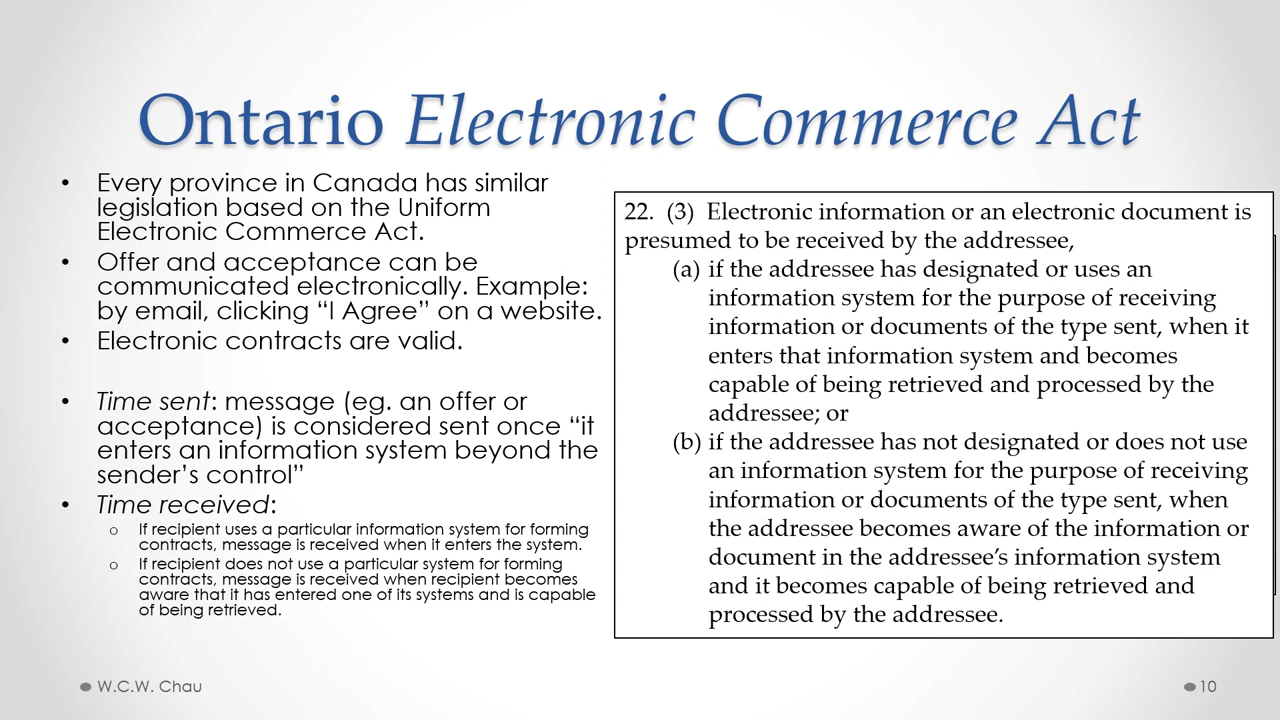 Ontario Electronic Commerce Act
• Every province in Canada has similar
legislation based on the Uniform
Electronic Commerce Act.
• Offer and acceptance can be
communicated electronically. Example:
by email, clicking “I Agree” on a website.
• Electronic contracts are valid.
• Time sent: message (eg. an offer or
acceptance) is considered sent once “it
enters an information system beyond the
sender’s control”
• Time received:
o If recipient uses a particular information system for forming
contracts, message is received when it enters the system.
o If recipient does not use a particular system for forming
contracts, message is received when recipient becomes
aware that it has entered one of its systems and is capable
of being retrieved.
22. (3) Electronic information or an electronic document is
presumed to be received by the addressee,
(a) if the addressee has designated or uses an
information system for the purpose of receiving
information or documents of the type sent, when it
enters that information system and becomes
capable of being retrieved and processed by the
addressee; or
(b) if the addressee has not designated or does not use
an information system for the purpose of receiving
information or documents of the type sent, when
the addressee becomes aware of the information or
document in the addressee’s information system
and it becomes capable of being retrieved and
processed by the addressee.
W.C.W. Chau
10